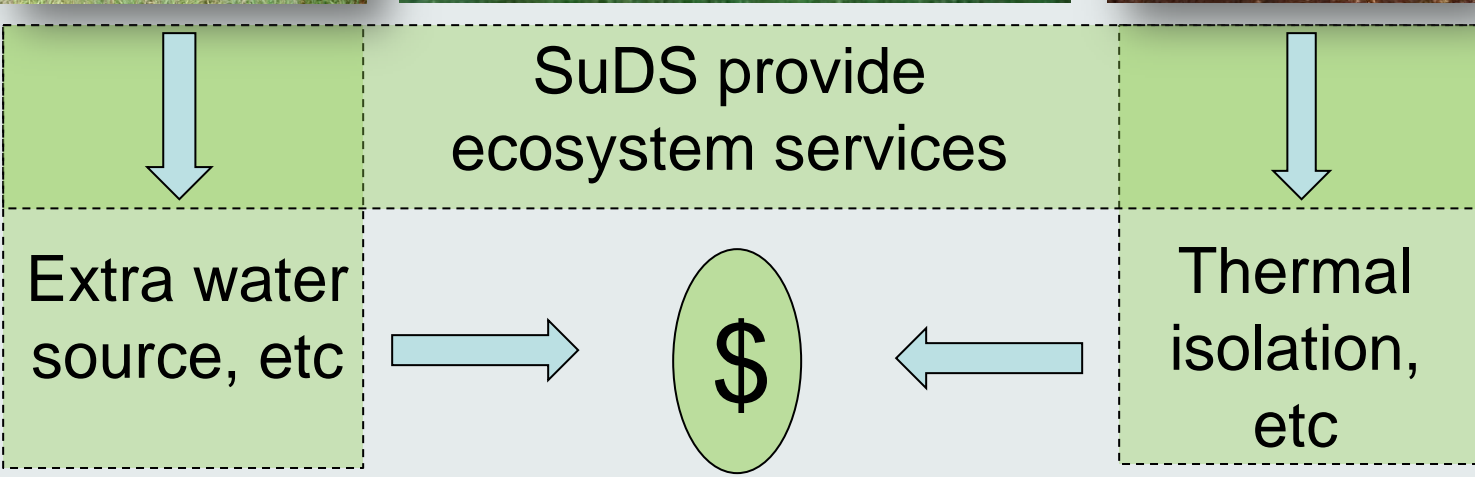 SuDS provide
ecosystem services
Extra water
source, etc
$
Thermal
isolation,
etc